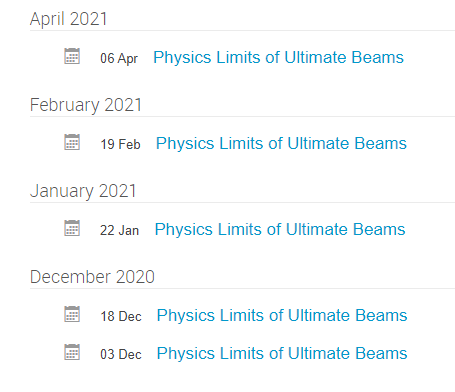 April 2021
06 Apr Physics Limits of Ultimate Beams
February 2021
19 Feb Physics Limits of Ultimate Beams
January 2021
22 Jan Physics Limits of Ultimate Beams
December 2020
18 Dec Physics Limits of Ultimate Beams
03 Dec Physics Limits of Ultimate Beams